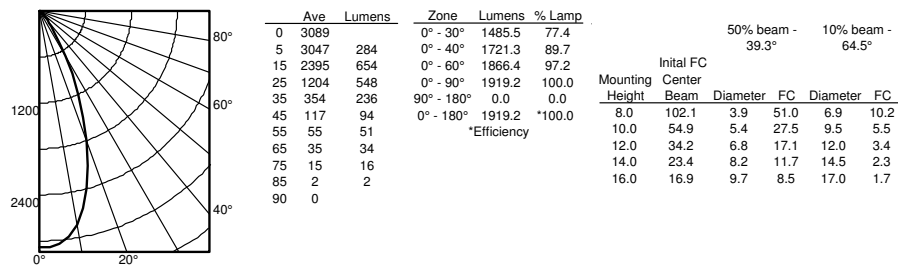 80°
60°
40°
20°
0°
1200
2400
Ave Lumens
0 3089
5 3047 284
15 2395 654
25 1204 548
35 354 236
45 117 94
55 55 51
65 35 34
75 15 16
85 2 2
90 0
Zone Lumens % Lamp
0° - 30° 1485.5 77.4
0° - 40° 1721.3 89.7
0° - 60° 1866.4 97.2
0° - 90° 1919.2 100.0
90° - 180° 0.0 0.0
0° - 180° 1919.2 *100.0
*Efficiency
50% beam - 10% beam -
39.3° 64.5°
Inital FC
Mounting Center
Height Beam Diameter FC Diameter FC
8.0 102.1 3.9 51.0 6.9 10.2
10.0 54.9 5.4 27.5 9.5 5.5
12.0 34.2 6.8 17.1 12.0 3.4
14.0 23.4 8.2 11.7 14.5 2.3
16.0 16.9 9.7 8.5 17.0 1.7